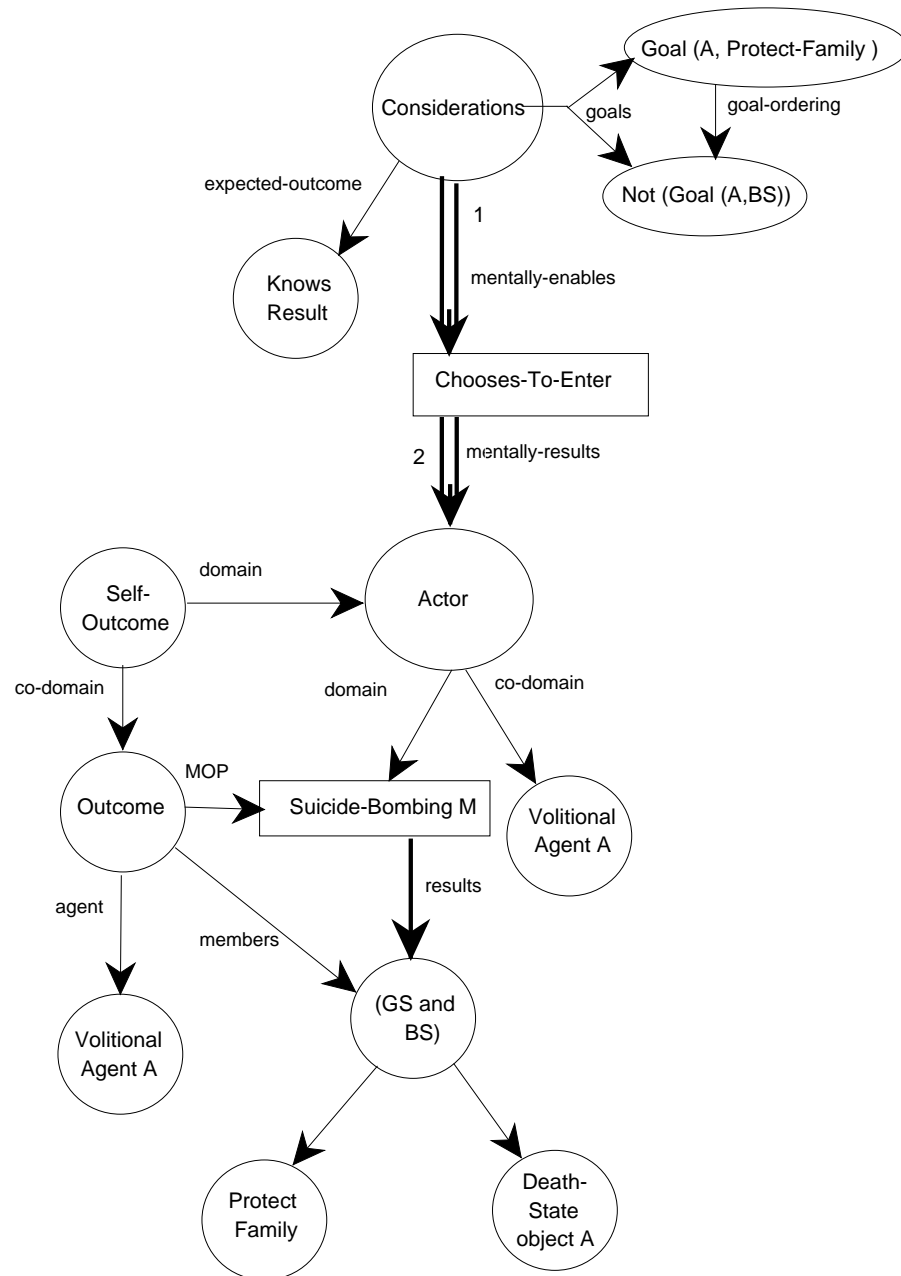 Goal (A, Protect-Family )
Considerations
goals
goal-ordering
expected-outcome
Not (Goal (A,BS))
1
Knows
Result
mentally-enables
Chooses-To-Enter
2
mentally-results
domain
Self-
Outcome
Actor
co-domain
domain
co-domain
MOP
Outcome
Suicide-Bombing M
Volitional
Agent A
results
agent
members
(GS and
BS)
Volitional
Agent A
Protect
Family
Death-
State
object A